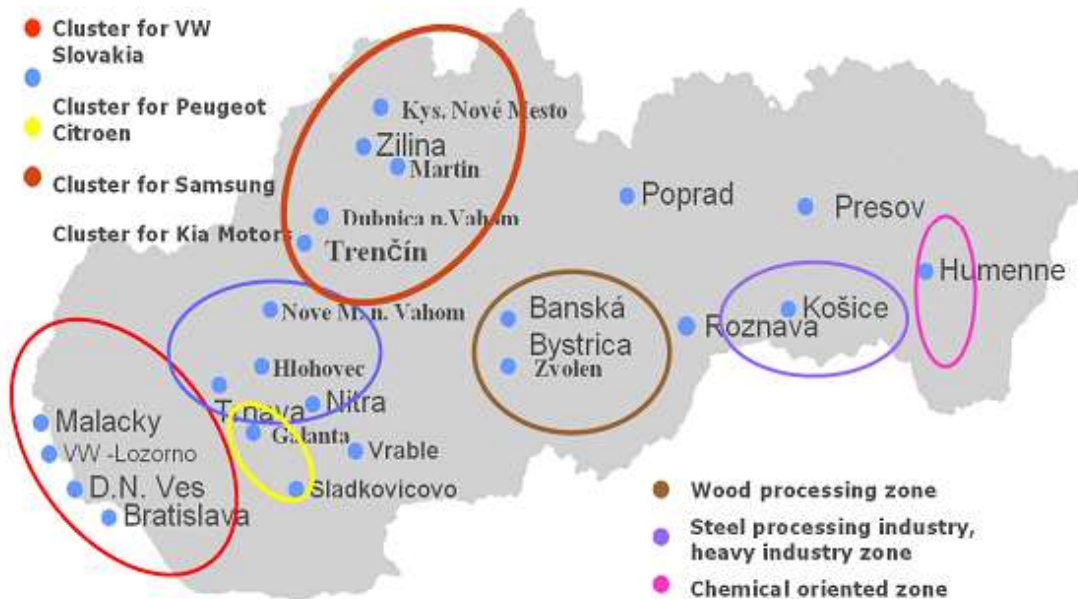 Cluster for VW
Slovakia
Cluster for Peugeot
Citroen
Cluster for Samsung
Cluster for Kia Motors
Kys. Nové Mesto
Zilina
Martin
Dubnica n.Vahom
Trenčín
Poprad
Presov
Humenne
Nove M. n. Vahom
Banská
Bystrica
Zvolen
Roznava
Košice
Hlohovec
Trnava
Nitra
Galanta
Vrable
Sladkovicovo
Malacky
VW -Lozorno
D.N. Ves
Bratislava
Wood processing zone
Steel processing industry,
heavy industry zone
Chemical oriented zone